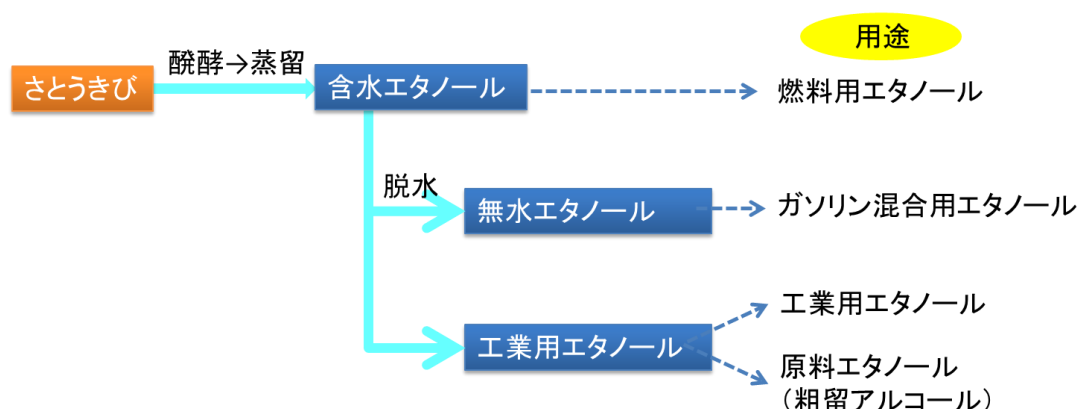 用途
醗酵→蒸留
さとうきび
含水エタノール
燃料用エタノール
脱水
無水エタノール
ガソリン混合用エタノール
工業用エタノール
工業用エタノール
原料エタノール
（粗留アルコール）